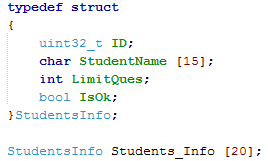 typedef struct
{
uint32_t ID;
char StudentName [15];
int LimitQues;
bool IsOk;
}StudentsInfo;
StudentsInfo Students_Info [20];